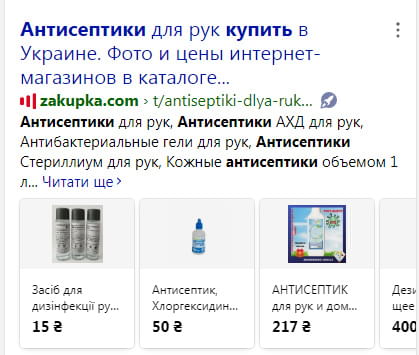 Антисептики для рук купить в
Украине. Фото и цены интернет-
магазинов в каталоге...
zakupka.com › t/antiseptiki-dlya-ruk...
Антисептики для рук, Антисептики АХД для рук,
Антибактериальные гели для рук, Антисептики
Стериллиум для рук, Кожные антисептики объемом 1
л... Читати ще ›
Засіб для
дизінфекції ру...
15 ₴
Антисептик,
Хлоргексидин...
50 ₴
АНТИСЕПТИК
для рук и дом...
217 ₴
Дези
щее
400